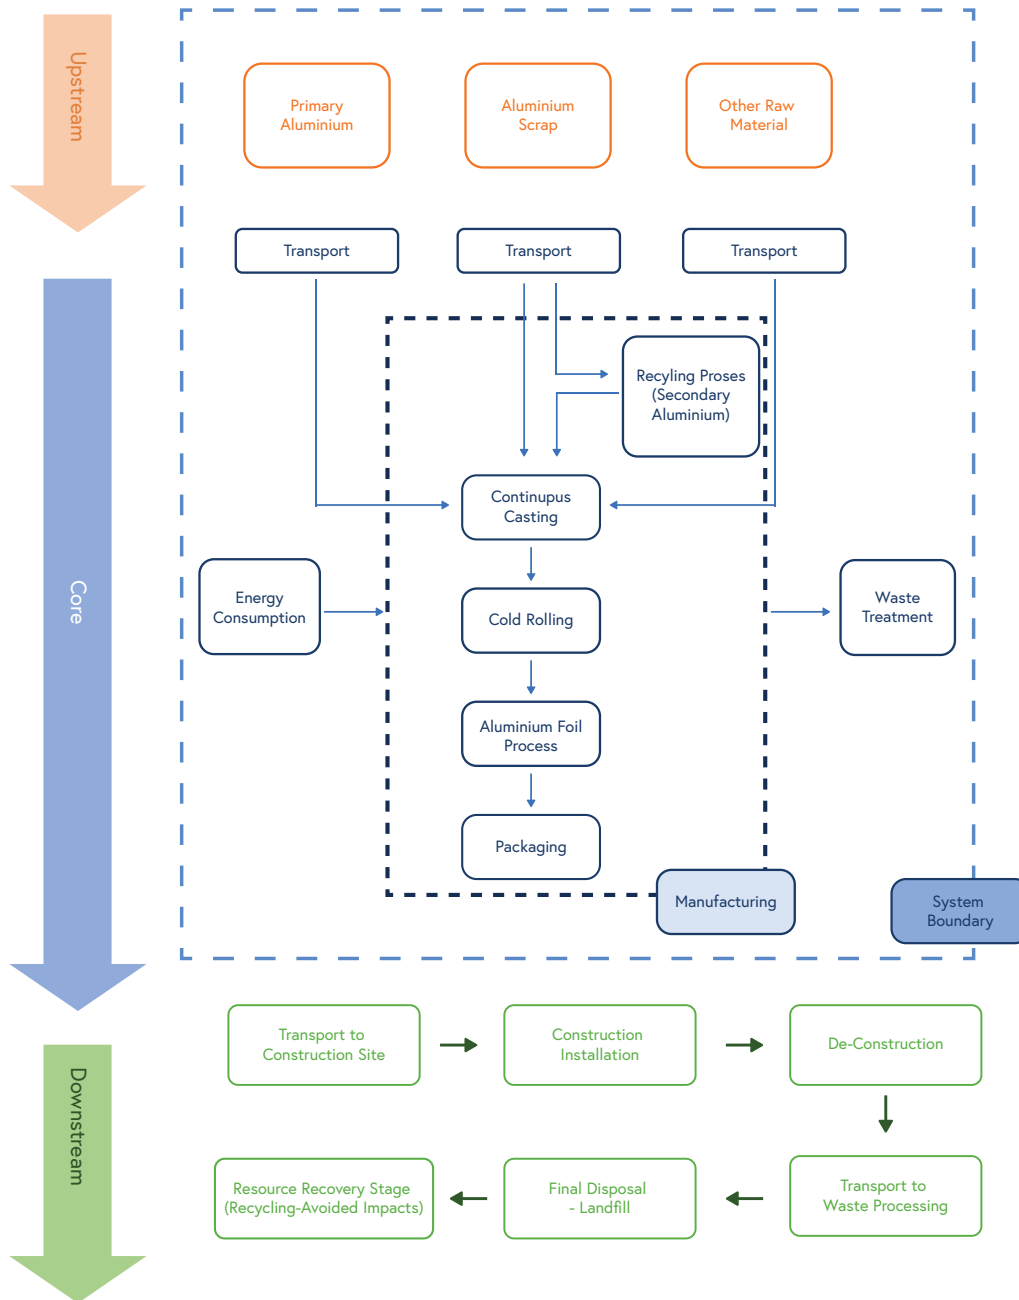 Upstream
Primary
Aluminium
Aluminium
Scrap
Other Raw
Material
Transport
Transport
Transport
Recyling Proses
(Secondary
Aluminium)
Continupus
Casting
Core
Energy
Consumption
Cold Rolling
Waste
Treatment
Aluminium Foil
Process
Packaging
Manufacturing
System
Boundary
Downstream
Transport to
Construction Site
Construction
Installation
De-Construction
Resource Recovery Stage
(Recycling-Avoided Impacts)
Final Disposal
- Landfill
Transport to
Waste Processing